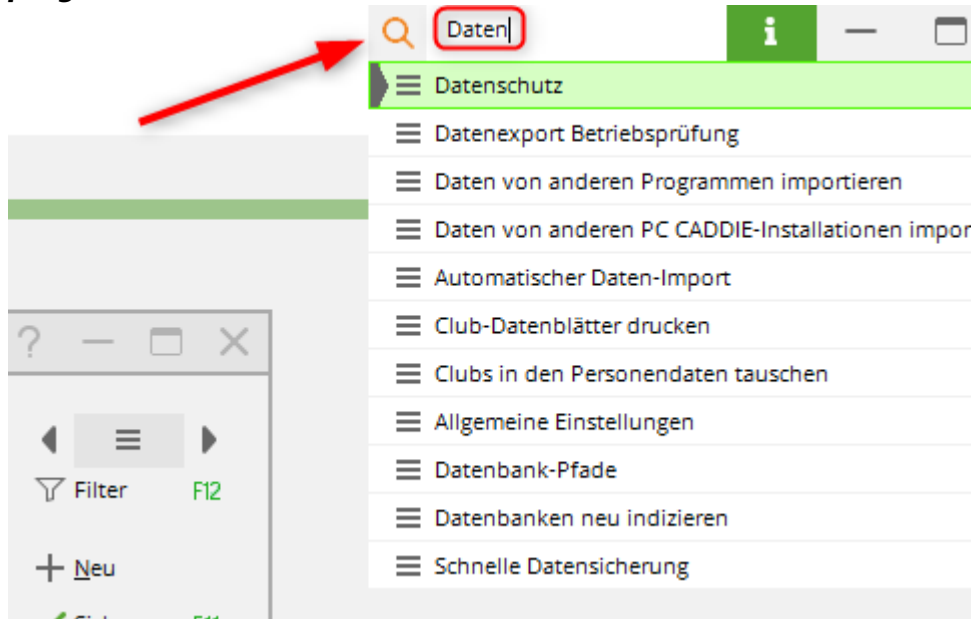 Daten
i
Datenschutz
Datenexport Betriebsprüfung
Daten von anderen Programmen importieren
Daten von anderen PC CADDIE-Installationen impor
Automatischer Daten-Import
Club-Datenblätter drucken
Clubs in den Personendaten tauschen
Allgemeine Einstellungen
Datenbank-Pfade
Datenbanken neu indizieren
Schnelle Datensicherung
?
Filter F12
Neu